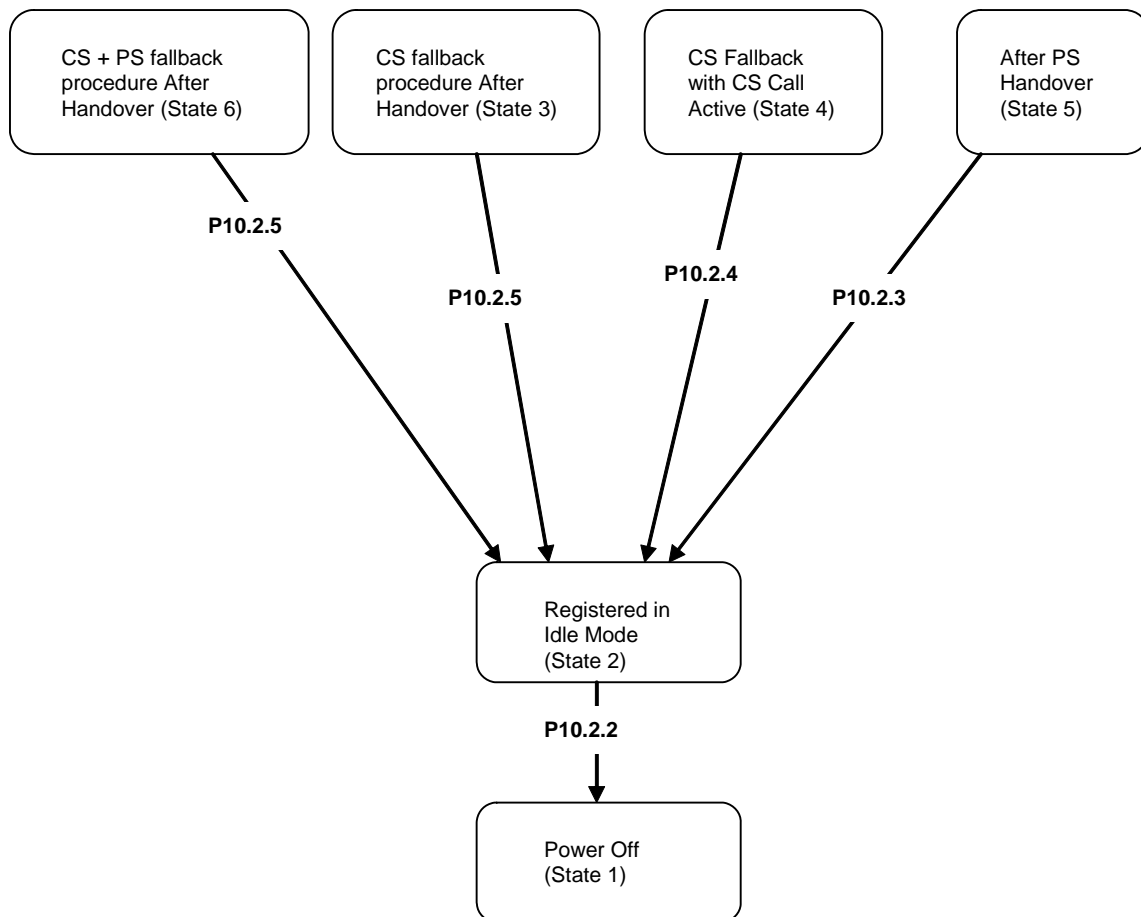 CS + PS fallback
procedure After
Handover (State 6)
CS fallback
procedure After
Handover (State 3)
CS Fallback
with CS Call
Active (State 4)
After PS
Handover
(State 5)
P10.2.5
P10.2.5
P10.2.4
P10.2.3
Registered in
Idle Mode
(State 2)
P10.2.2
Power Off
(State 1)